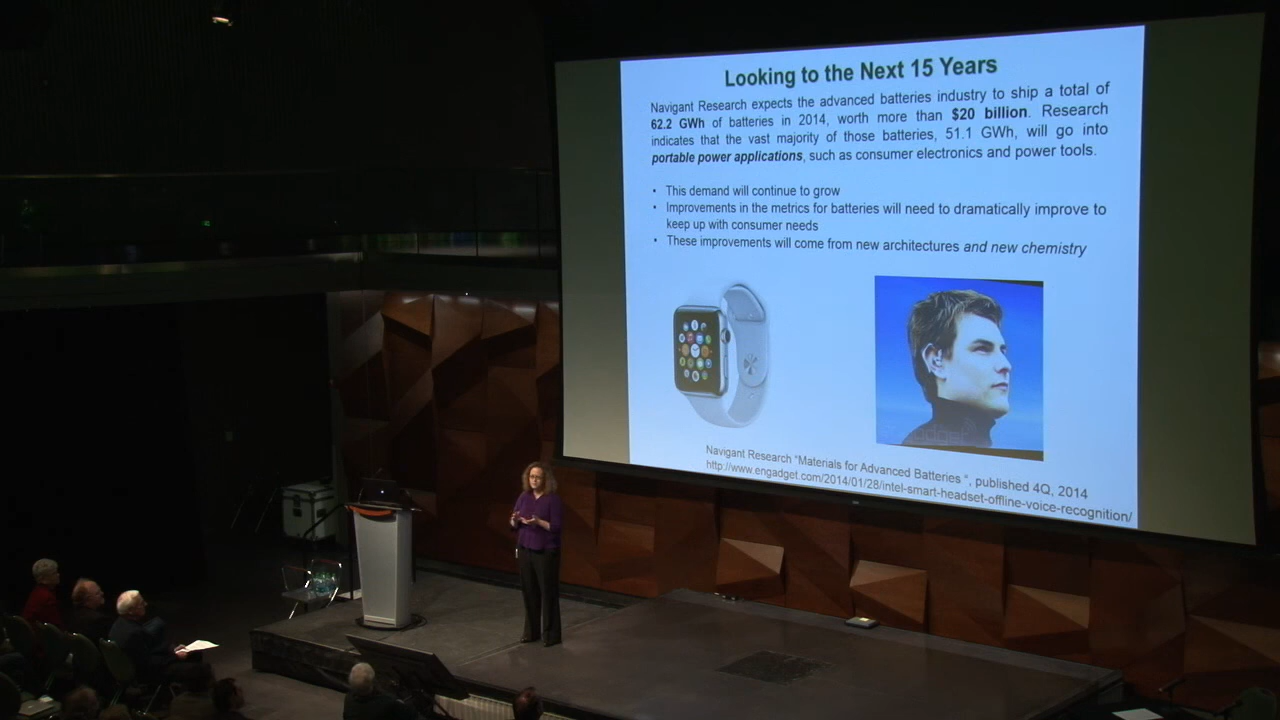 Looking to the Next 15 Years
Navigant Research expects the advanced batteries industry to ship a total of
62.2 GWh of batteries in 2014, worth more than $20 billion. Research
indicates that the vast majority of those batteries, 51.1 GWh, will go into
portable power applications, such as consumer electronics and power tools.
• This demand will continue to grow
• Improvements in the metrics for batteries will need to dramatically improve to
keep up with consumer needs
• These improvements will come from new architectures and new chemistry
Navigant Research "Materials for Advanced Batteries ", published 4Q, 2014
http://www.engadget.com/2014/01/28/intel-smart-headset-offline-voice-recognition/